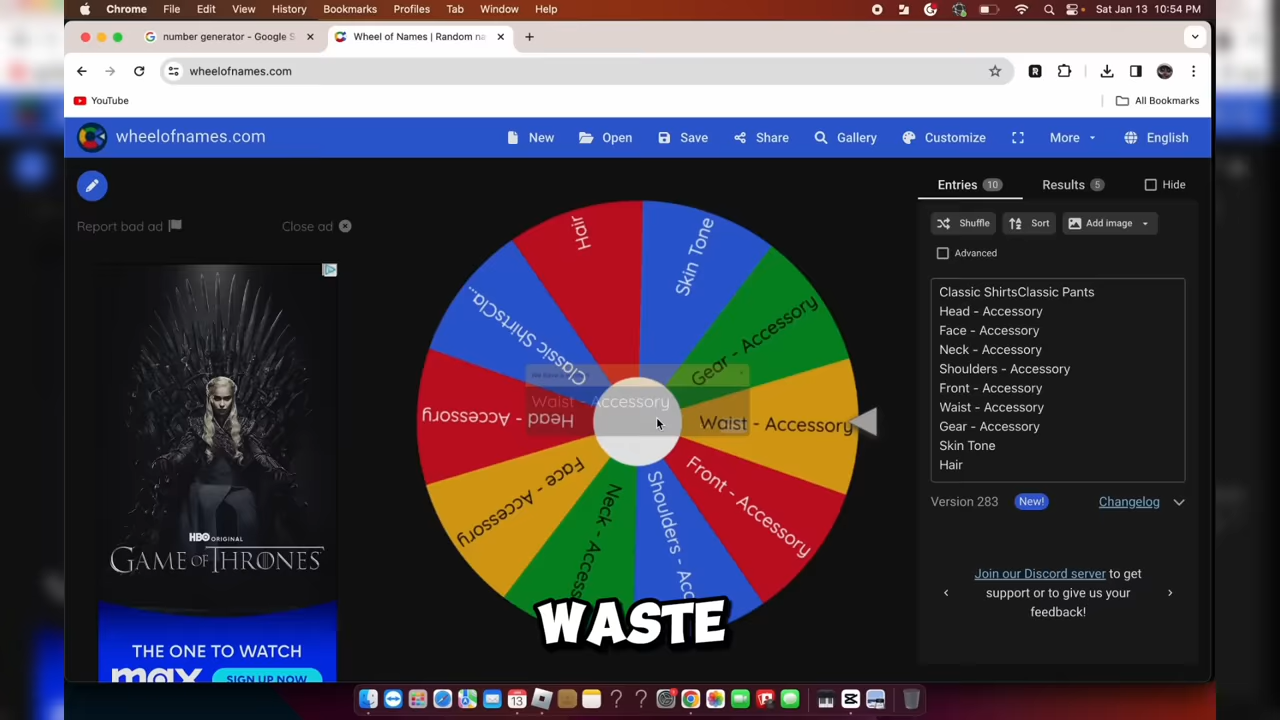 Chrome File Edit View History Bookmarks Profiles Tab Window Help Sat Jan 13 10:54 PM
number generator - Google S
Wheel of Names | Random na
wheelofnames.com
YouTube
All Bookmarks
wheelofnames.com New Open Save Share Gallery Customize More English
Report bad ad Close ad
HBO ORIGINAL
GAME OF THRONES
THE ONE TO WATCH
max SIGN UP NOW
Hair
Skin Tone
Gear - Accessory
Waist - Accessory
Front - Accessory
Shoulders - Acc
Neck - Access
Face - Accessory
Head - Accessory
Classic ShirtsCla...
Waist - Accessory
WASTE
Entries 10 Results 5 Hide
Shuffle Sort Add image
Advanced
Classic ShirtsClassic Pants
Head - Accessory
Face - Accessory
Neck - Accessory
Shoulders - Accessory
Front - Accessory
Waist - Accessory
Gear - Accessory
Skin Tone
Hair
Version 283 New! Changelog
Join our Discord server to get
support or to give us your
feedback!
13